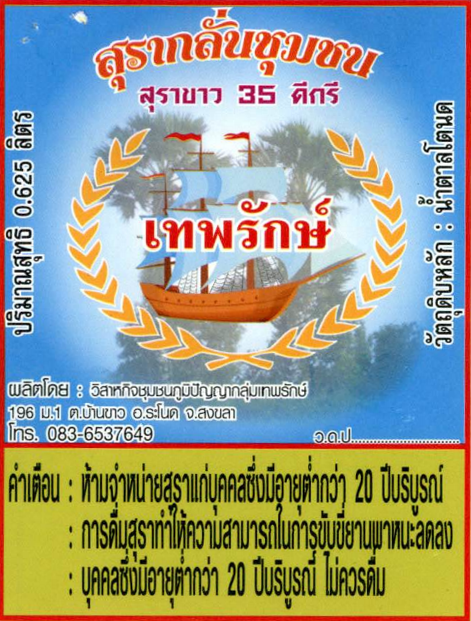 สุรากลั่นชุมชน
สุราขาว 35 ดีกรี
ปริมาณสุทธิ 0.625 ลิตร
เทพรักษ์
วัตถุดิบหลัก : น้ำตาลโตนด
ผลิตโดย : วิสาหกิจชุมชนภูมิปัญญากลุ่มเทพรักษ์
196 ม.1 ต.บ้านขาว อ.ระโนด จ.สงขลา
โทร. 083-6537649
ว.ด.ป............................
คำเตือน : ห้ามจำหน่ายสุราแก่บุคคลซึ่งมีอายุต่ำกว่า 20 ปีบริบูรณ์
: การดื่มสุราทำให้ความสามารถในการขับขี่ยานพาหนะลดลง
: บุคคลซึ่งมีอายุต่ำกว่า 20 ปีบริบูรณ์ ไม่ควรดื่ม